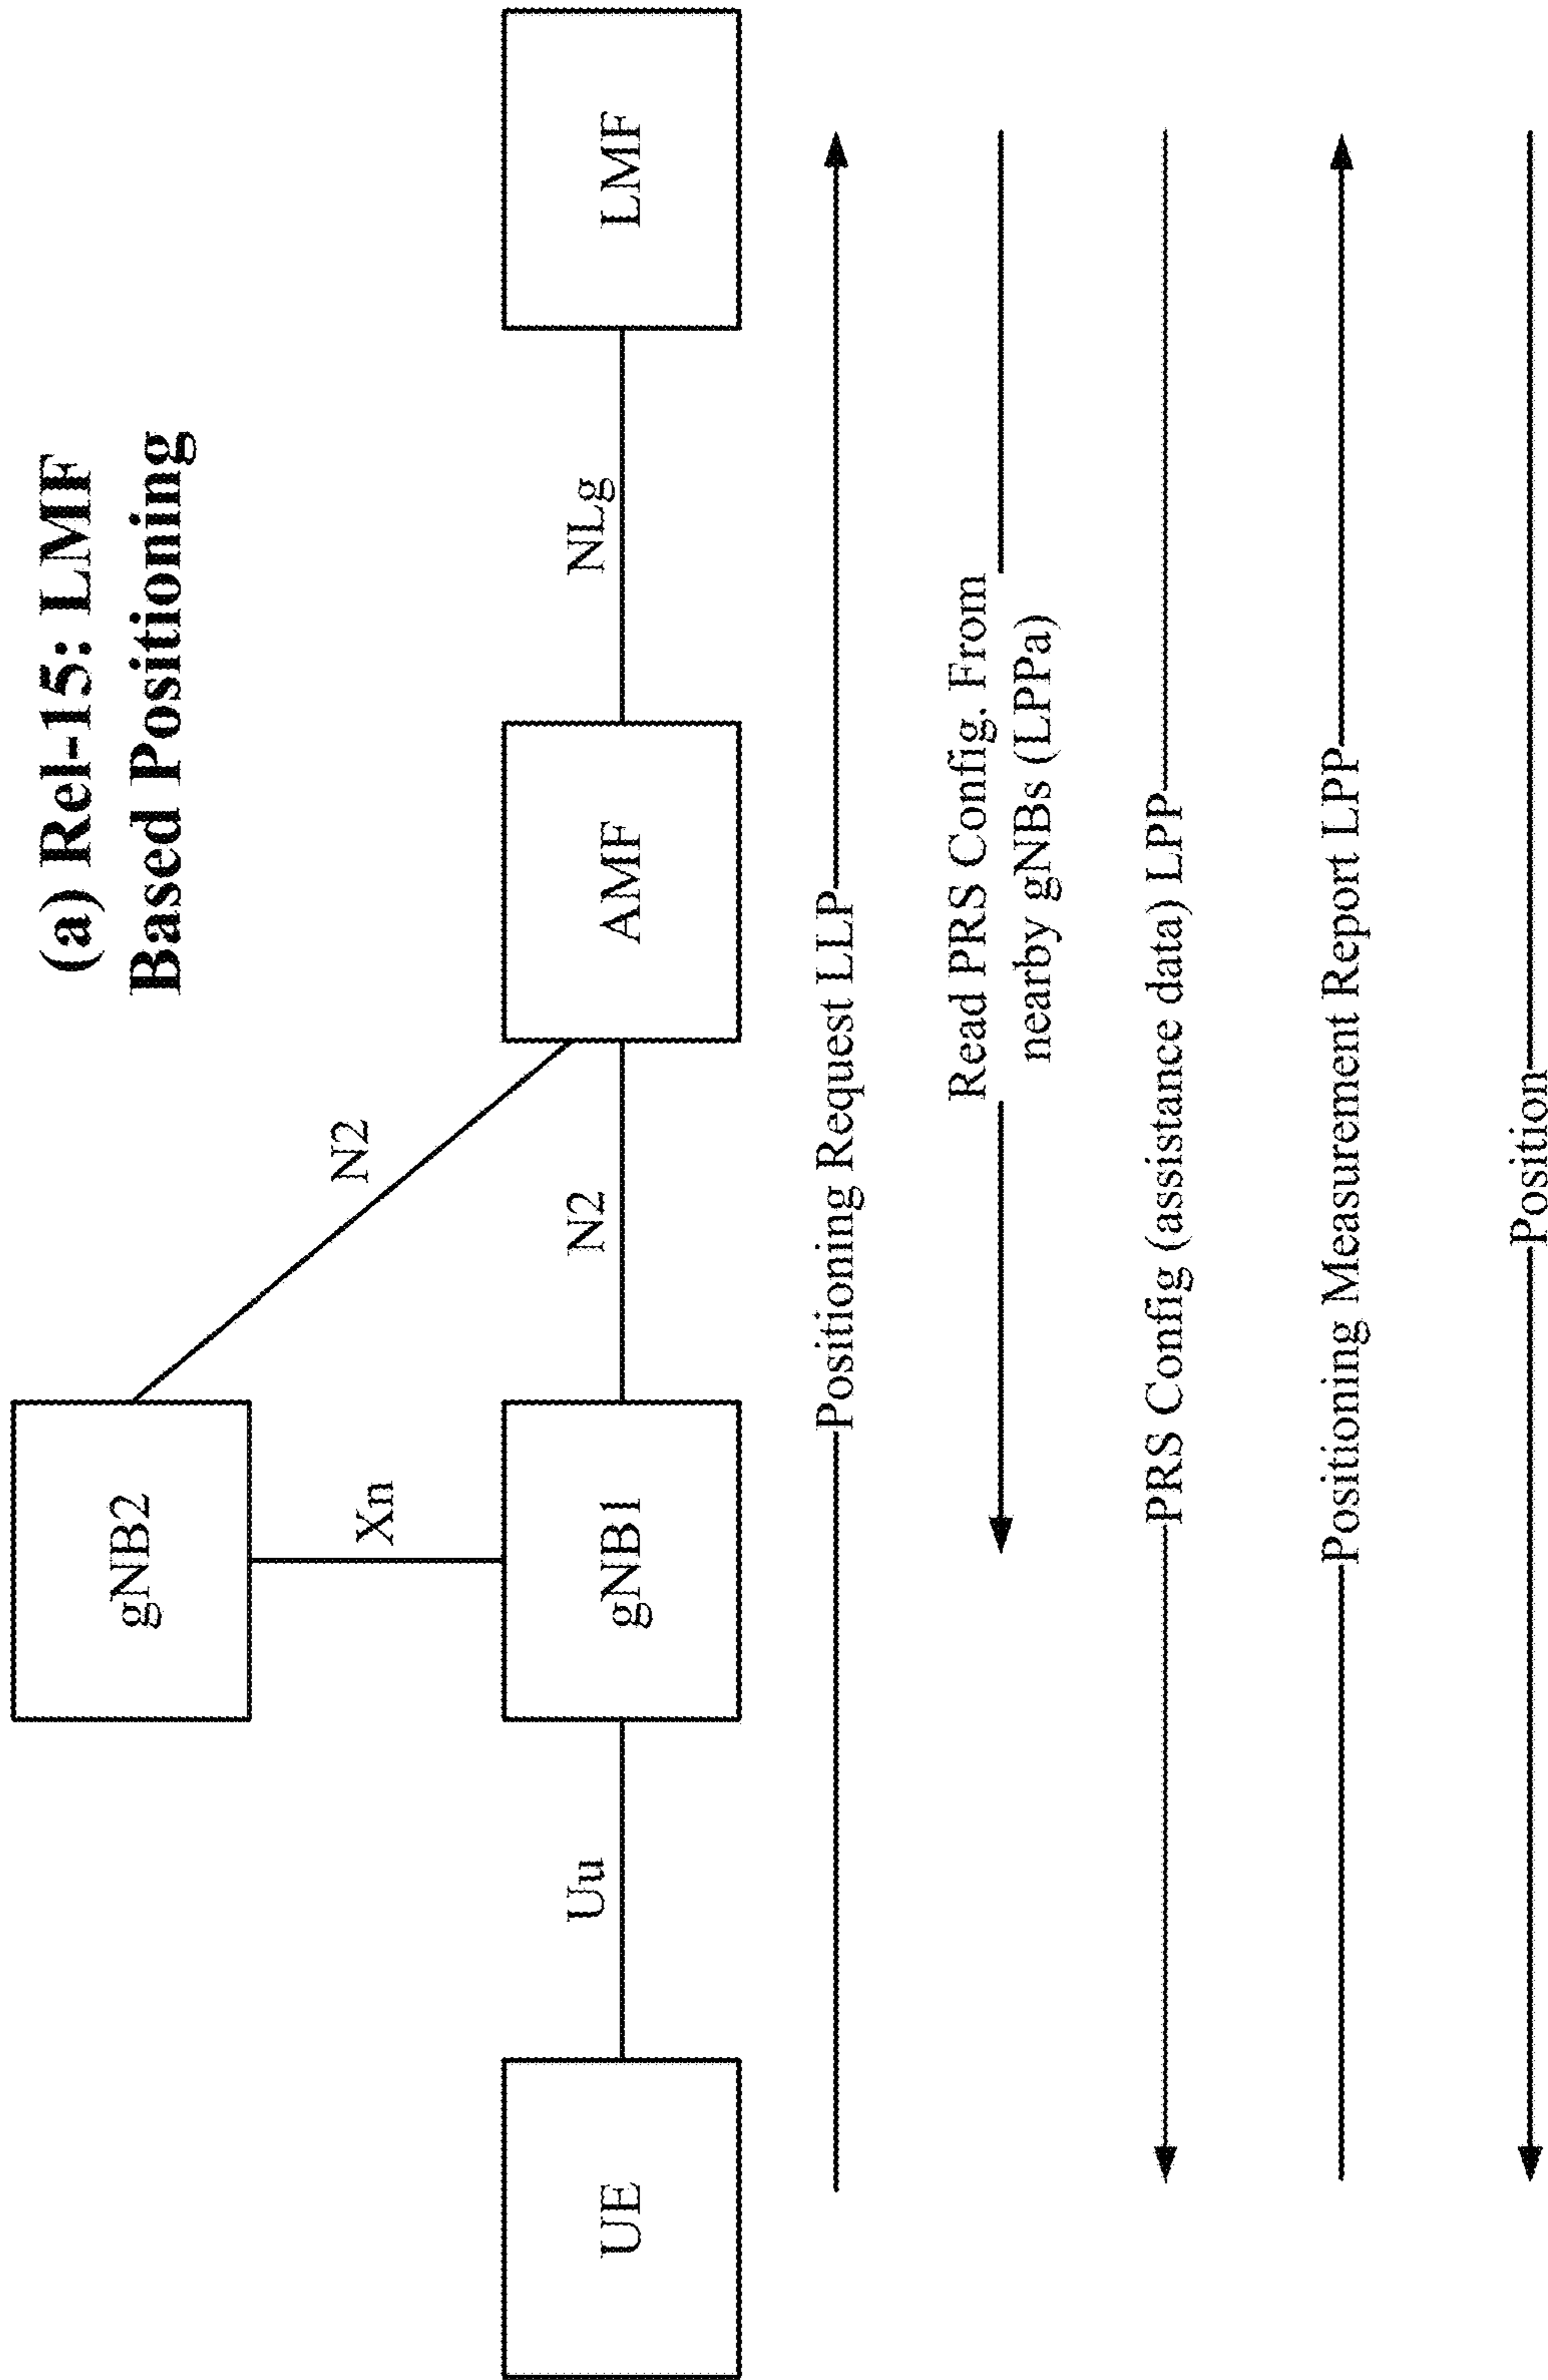 (a) Rel-15: LMF
Based Positioning
gNB2
N2
Xn
UE
Uu
gNB1
N2
AMF
NLg
LMF
Positioning Request LLP
Read PRS Config. From
nearby gNBs (LPPa)
PRS Config (assistance data) LPP
Positioning Measurement Report LPP
Position